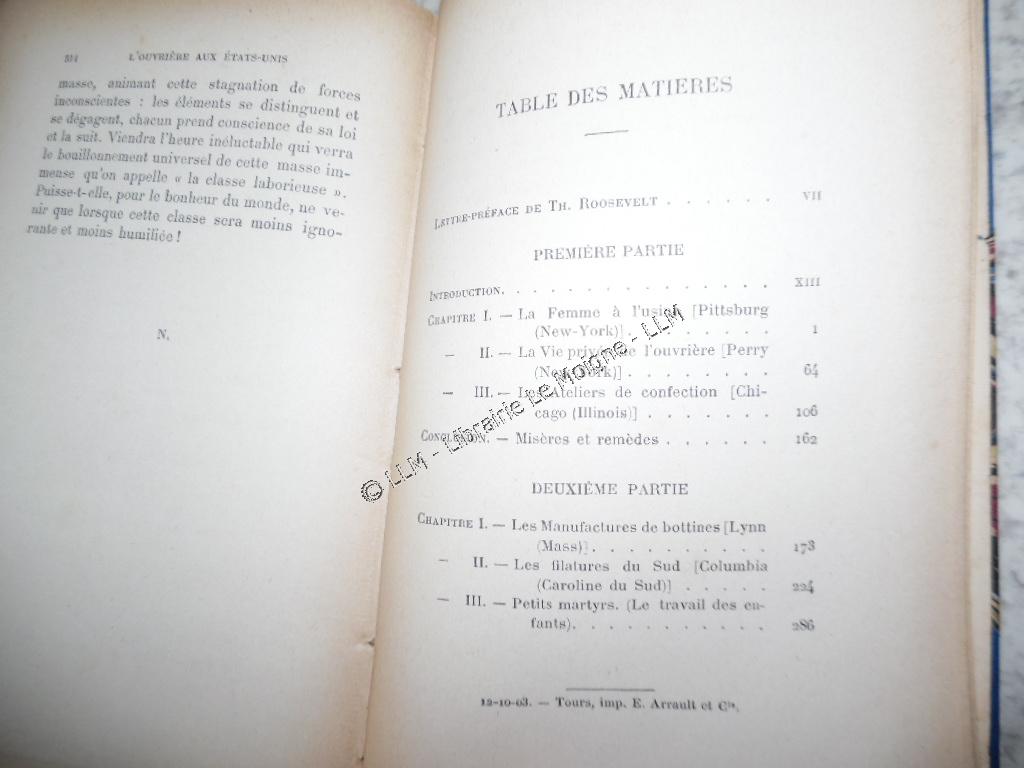 314 L'OUVRIÈRE AUX ÉTATS-UNIS
masse, animant cette stagnation de forces
inconscientes : les éléments se distinguent et
se dégagent, chacun prend conscience de sa loi
et la suit. Viendra l'heure inéluctable qui verra
le bouillonnement universel de cette masse im-
mense qu'on appelle « la classe laborieuse ».
Puisse-t-elle, pour le bonheur du monde, ne ve-
nir que lorsque cette classe sera moins igno-
rante et moins humiliée !
N.
TABLE DES MATIERES
LETTRE-PRÉFACE DE TH. ROOSEVELT . . . . . . VII
PREMIÈRE PARTIE
INTRODUCTION. . . . . . . . . . . . . . XIII
CHAPITRE I. — La Femme à l'usine [Pittsburg
(New-York)]. . . . . . . . . 1
— II. — La Vie privée de l'ouvrière [Perry
(New-York)] . . . . . . . . . 64
— III. — Les Ateliers de confection [Chi-
cago (Illinois)] . . . . . . . 106
CONCLUSION. — Misères et remèdes . . . . . . 162
DEUXIÈME PARTIE
CHAPITRE I. — Les Manufactures de bottines [Lynn
(Mass)]. . . . . . . . . . . 173
— II. — Les filatures du Sud [Columbia
(Caroline du Sud)] . . . . . 224
— III. — Petits martyrs. (Le travail des en-
fants). . . . . . . . . . . 286
12-10-03. — Tours, imp. E. Arrault et Cie.
© LLM - Librairie Le Moigne - LLM